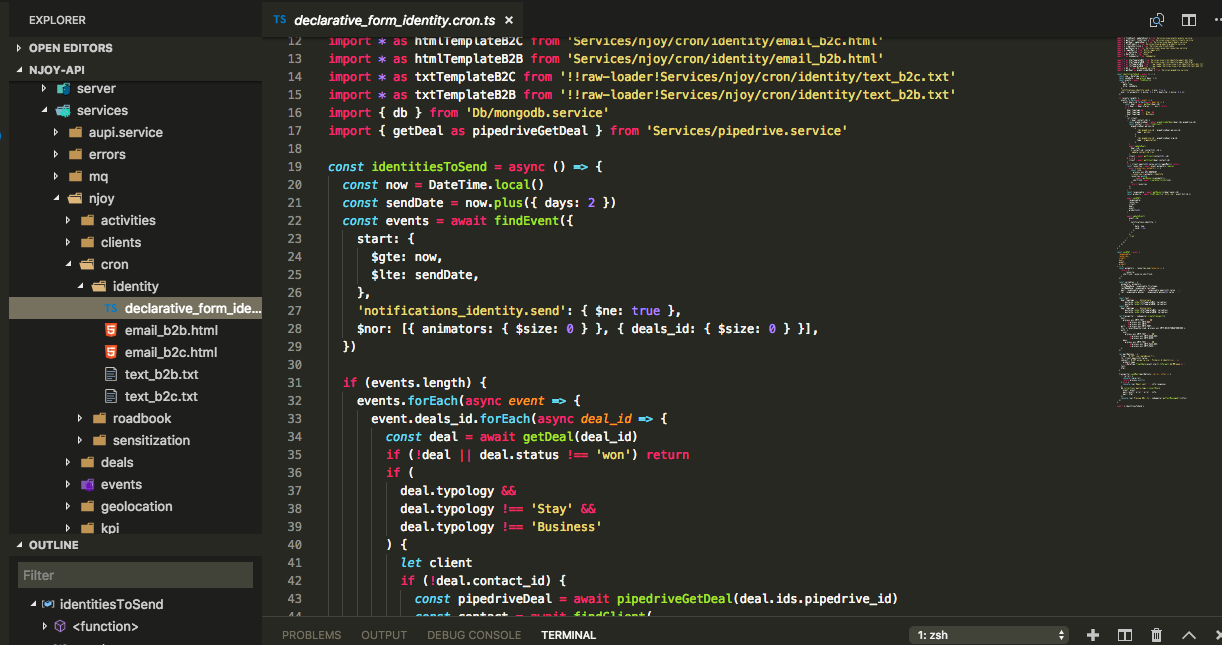 EXPLORER
OPEN EDITORS
NJOY-API
server
services
aupi.service
errors
mq
njoy
activities
clients
cron
identity
TS declarative_form_ide...
email_b2b.html
email_b2c.html
text_b2b.txt
text_b2c.txt
roadbook
sensitization
deals
events
geolocation
kpi
OUTLINE
Filter
identitiesToSend
<function>
TS declarative_form_identity.cron.ts ×
12 import * as htmlTemplateB2C from 'Services/njoy/cron/identity/email_b2c.html'
13 import * as htmlTemplateB2B from 'Services/njoy/cron/identity/email_b2b.html'
14 import * as txtTemplateB2C from '!!raw-loader!Services/njoy/cron/identity/text_b2c.txt'
15 import * as txtTemplateB2B from '!!raw-loader!Services/njoy/cron/identity/text_b2b.txt'
16 import { db } from 'Db/mongodb.service'
17 import { getDeal as pipedriveGetDeal } from 'Services/pipedrive.service'
18
19 const identitiesToSend = async () => {
20 const now = DateTime.local()
21 const sendDate = now.plus({ days: 2 })
22 const events = await findEvent({
23 start: {
24 $gte: now,
25 $lte: sendDate,
26 },
27 'notifications_identity.send': { $ne: true },
28 $nor: [{ animators: { $size: 0 } }, { deals_id: { $size: 0 } }],
29 })
30
31 if (events.length) {
32 events.forEach(async event => {
33 event.deals_id.forEach(async deal_id => {
34 const deal = await getDeal(deal_id)
35 if (!deal || deal.status !== 'won') return
36 if (
37 deal.typology &&
38 deal.typology !== 'Stay' &&
39 deal.typology !== 'Business'
40 ) {
41 let client
42 if (!deal.contact_id) {
43 const pipedriveDeal = await pipedriveGetDeal(deal.ids.pipedrive_id)
44 const contact = await findClient(
PROBLEMS OUTPUT DEBUG CONSOLE TERMINAL 1: zsh